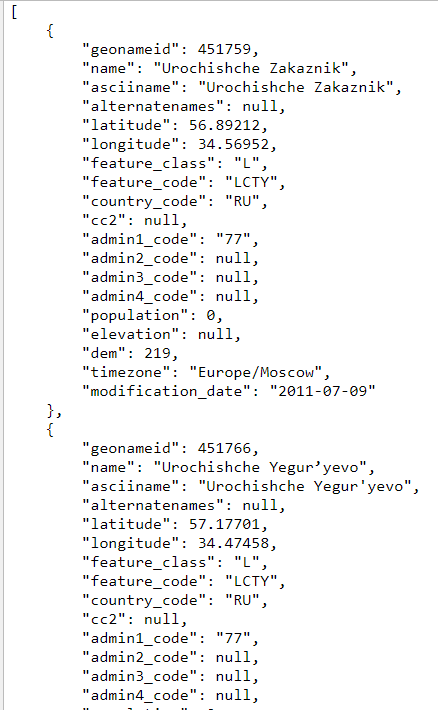 [
{
"geonameid": 451759,
"name": "Urochishche Zakaznik",
"asciiname": "Urochishche Zakaznik",
"alternatenames": null,
"latitude": 56.89212,
"longitude": 34.56952,
"feature_class": "L",
"feature_code": "LCTY",
"country_code": "RU",
"cc2": null,
"admin1_code": "77",
"admin2_code": null,
"admin3_code": null,
"admin4_code": null,
"population": 0,
"elevation": null,
"dem": 219,
"timezone": "Europe/Moscow",
"modification_date": "2011-07-09"
},
{
"geonameid": 451766,
"name": "Urochishche Yegur’yevo",
"asciiname": "Urochishche Yegur'yevo",
"alternatenames": null,
"latitude": 57.17701,
"longitude": 34.47458,
"feature_class": "L",
"feature_code": "LCTY",
"country_code": "RU",
"cc2": null,
"admin1_code": "77",
"admin2_code": null,
"admin3_code": null,
"admin4_code": null,